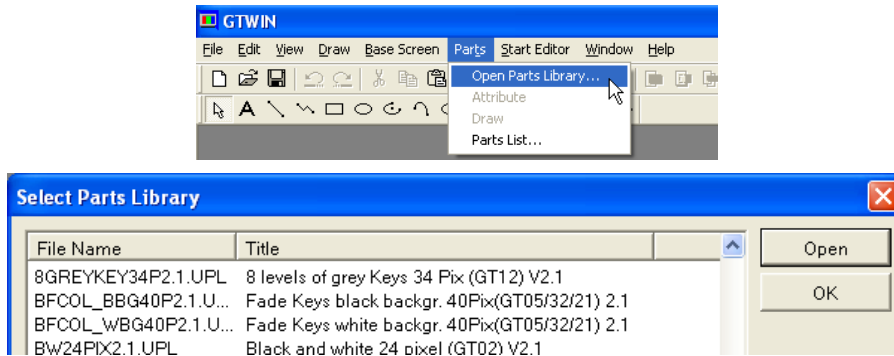 GTWIN
File Edit View Draw Base Screen Parts Start Editor Window Help
Open Parts Library...
A
Attribute
Draw
Parts List...
Select Parts Library
File Name Title Open
8GREYKEY34P2.1.UPL 8 levels of grey Keys 34 Pix (GT12) V2.1
OK
BFCOL_BBG40P2.1.U... Fade Keys black backgr. 40Pix(GT05/32/21) 2.1
BFCOL_WBG40P2.1.U... Fade Keys white backgr. 40Pix(GT05/32/21) 2.1
BW24PIX2.1.UPL Black and white 24 pixel (GT02) V2.1